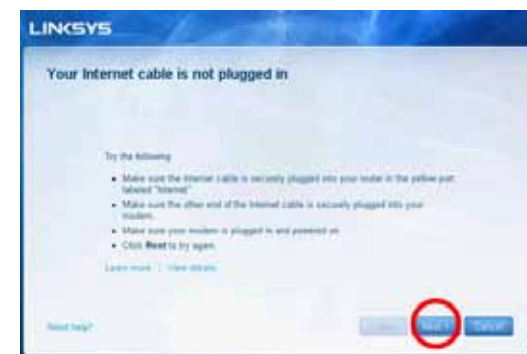 LINKSYS
Your Internet cable is not plugged in
Try the following:
• Make sure the Internet cable is securely plugged into your router in the yellow port
labeled "Internet"
• Make sure the other end of the Internet cable is securely plugged into your
modem.
• Make sure your modem is plugged in and powered on
• Click Next to try again.
Learn more | View details
Need help?
Next
Cancel